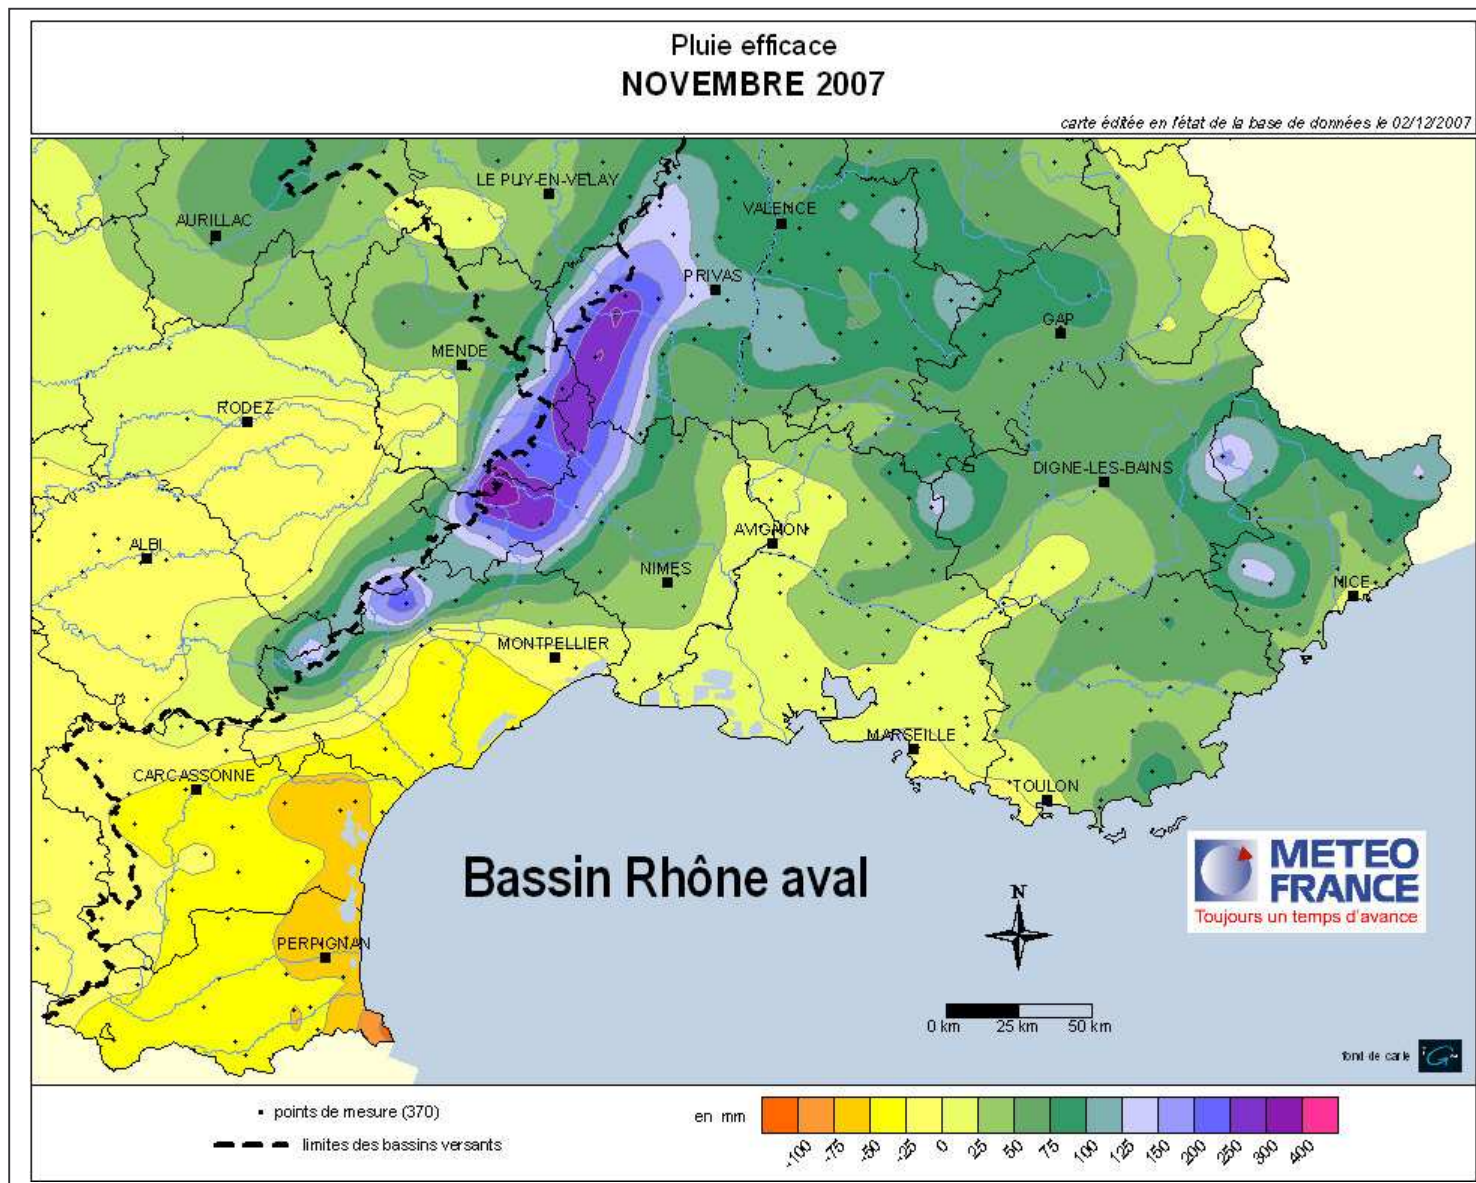 Pluie efficace
NOVEMBRE 2007
carte éditée en l'état de la base de données le 02/12/2007
LE PUY-EN-VELAY
AURILLAC
VALENCE
PRIVAS
GAP
MENDE
RODEZ
DIGNE-LES-BAINS
AVIGNON
ALBI
NIMES
NICE
MONTPELLIER
MARSEILLE
CARCASSONNE
TOULON
Bassin Rhône aval
METEO
FRANCE
Toujours un temps d'avance
N
PERPIGNAN
0 km 25 km 50 km
fond de carte
points de mesure (370)
en mm
limites des bassins versants
-100 -75 -50 -25 0 25 50 75 100 125 150 200 250 300 400